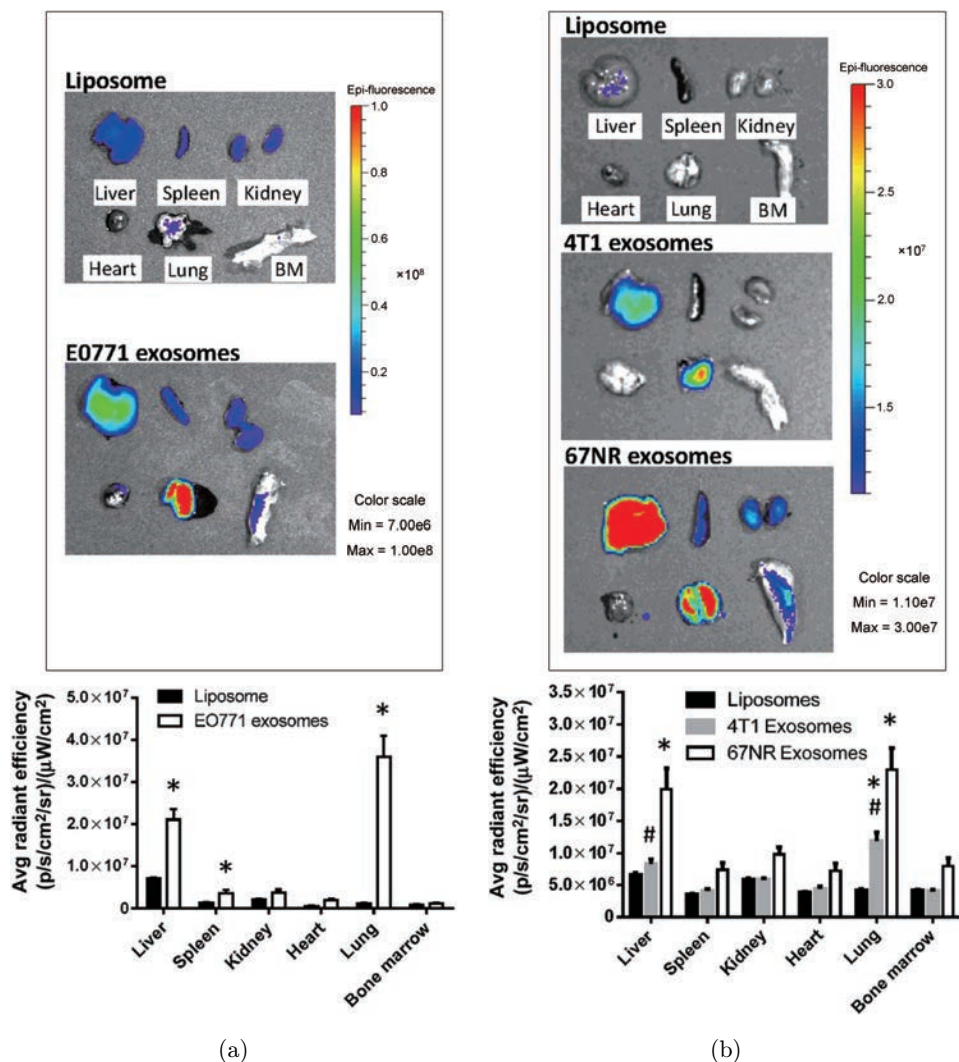 Liposome
Epi-fluorescence
1.0
0.8
0.6
×10⁸
0.4
0.2
Liver Spleen Kidney
Heart Lung BM
E0771 exosomes
Color scale
Min = 7.00e6
Max = 1.00e8
Liposome
Epi-fluorescence
3.0
2.5
×10⁷
2.0
1.5
Liver Spleen Kidney
Heart Lung BM
4T1 exosomes
67NR exosomes
Color scale
Min = 1.10e7
Max = 3.00e7
Avg radiant efficiency
(p/s/cm²/sr)/(µW/cm²)
5.0×10⁷
4.0×10⁷
3.0×10⁷
2.0×10⁷
1.0×10⁷
0
Liposome
EO771 exosomes
* * *
Liver
Spleen
Kidney
Heart
Lung
Bone marrow
(a)
Avg radiant efficiency
(p/s/cm²/sr)/(µW/cm²)
3.5×10⁷
3.0×10⁷
2.5×10⁷
2.0×10⁷
1.5×10⁷
1.0×10⁷
5.0×10⁶
0
Liposomes
4T1 Exosomes
67NR Exosomes
# * * # *
Liver
Spleen
Kidney
Heart
Lung
Bone marrow
(b)